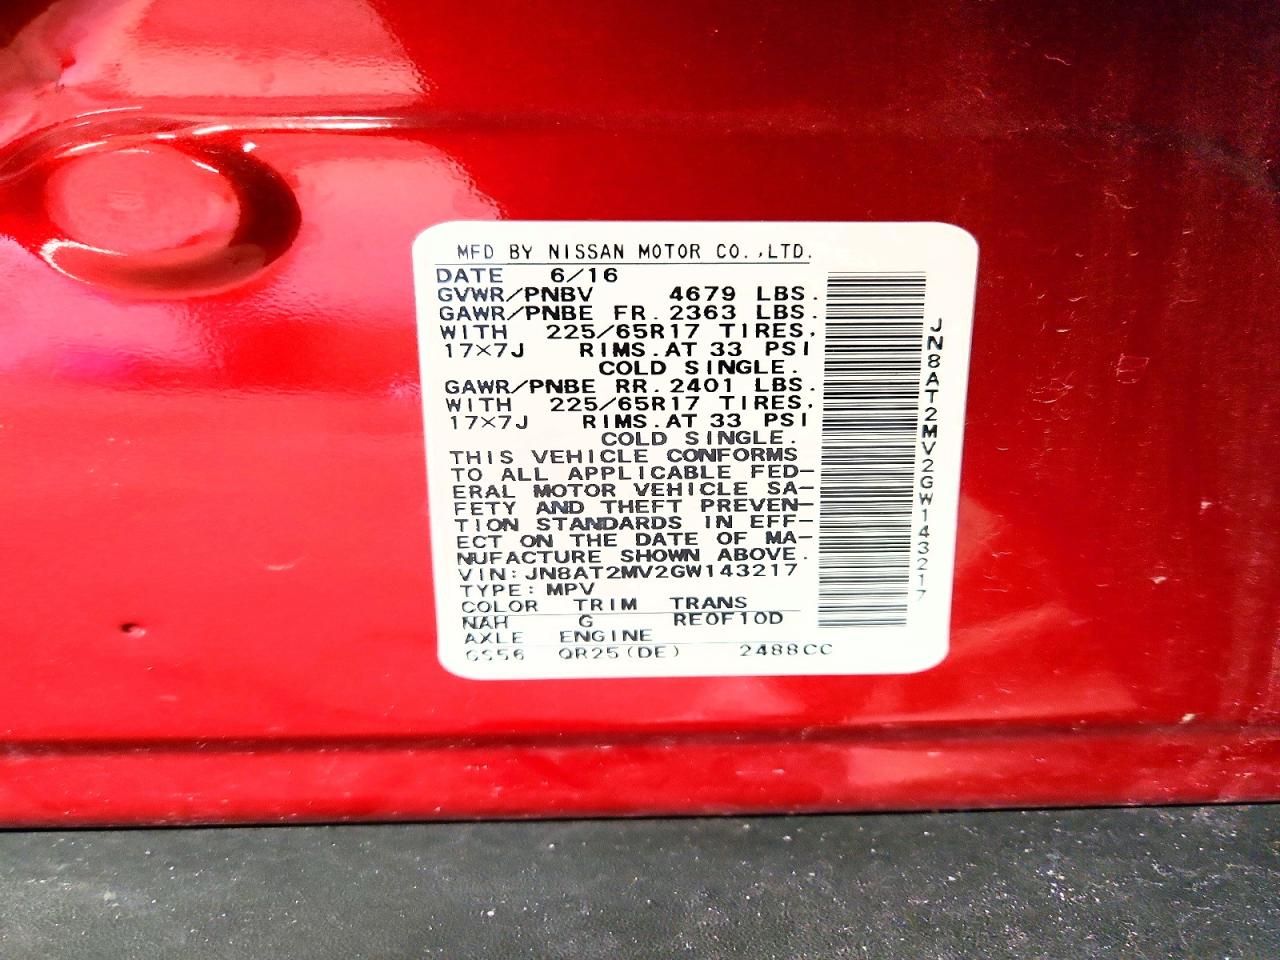 MFD BY NISSAN MOTOR CO.,LTD.
DATE 6/16
GVWR/PNBV 4679 LBS.
GAWR/PNBE FR. 2363 LBS.
WITH 225/65R17 TIRES,
17×7J RIMS.AT 33 PSI
COLD SINGLE.
GAWR/PNBE RR. 2401 LBS.
WITH 225/65R17 TIRES,
17×7J RIMS.AT 33 PSI
COLD SINGLE.
THIS VEHICLE CONFORMS
TO ALL APPLICABLE FED-
ERAL MOTOR VEHICLE SA-
FETY AND THEFT PREVEN-
TION STANDARDS IN EFF-
ECT ON THE DATE OF MA-
NUFACTURE SHOWN ABOVE.
VIN:JN8AT2MV2GW143217
TYPE:MPV
COLOR TRIM TRANS
NAH G RE0F10D
AXLE ENGINE
QR25(DE) 2488CC
JN8AT2MV2GW143217